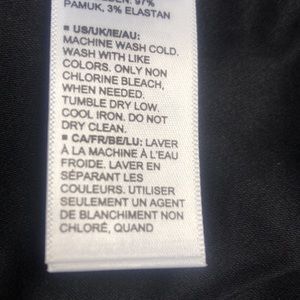 97%
PAMUK, 3% ELASTAN
■ US/UK/IE/AU:
MACHINE WASH COLD.
WASH WITH LIKE
COLORS. ONLY NON
CHLORINE BLEACH,
WHEN NEEDED.
TUMBLE DRY LOW.
COOL IRON. DO NOT
DRY CLEAN.
■ CA/FR/BE/LU: LAVER
À LA MACHINE À L'EAU
FROIDE. LAVER EN
SÉPARANT LES
COULEURS. UTILISER
SEULEMENT UN AGENT
DE BLANCHIMENT NON
CHLORÉ, QUAND